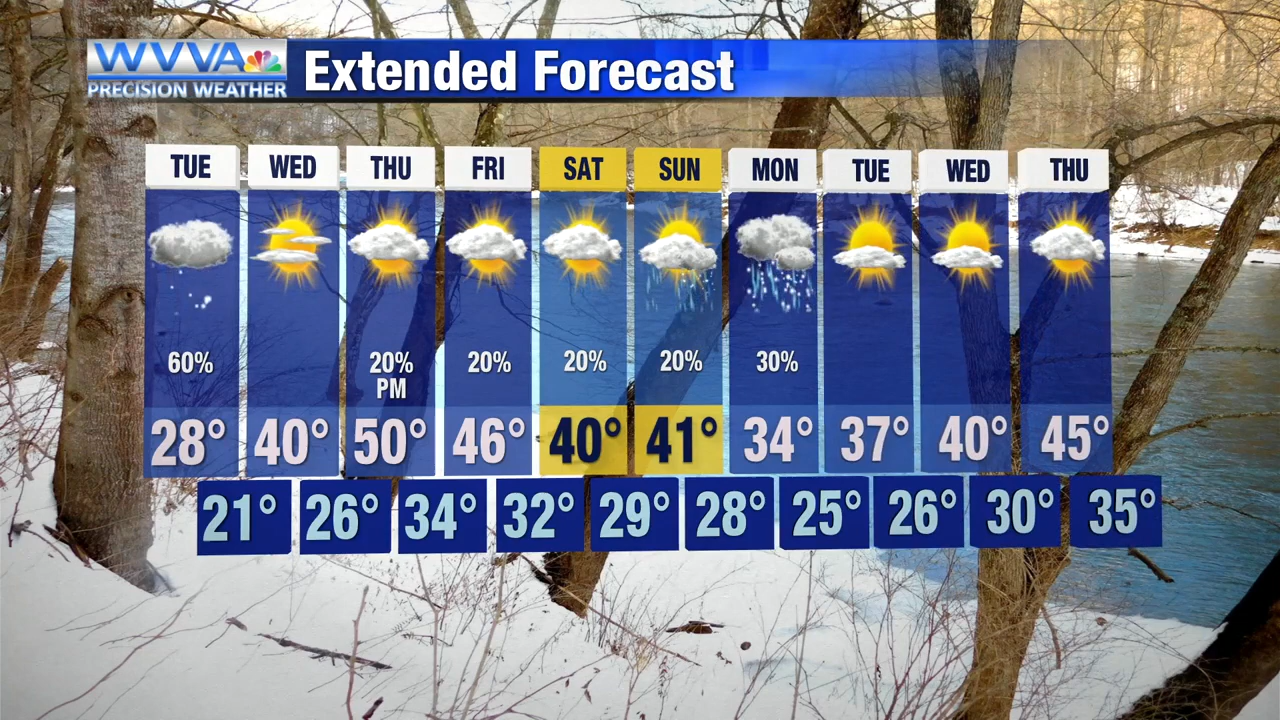 WVVA
PRECISION WEATHER
Extended Forecast
TUE WED THU FRI SAT SUN MON TUE WED THU
60% 20% 20% 20% 20% 30%
PM
28° 40° 50° 46° 40° 41° 34° 37° 40° 45°
21° 26° 34° 32° 29° 28° 25° 26° 30° 35°